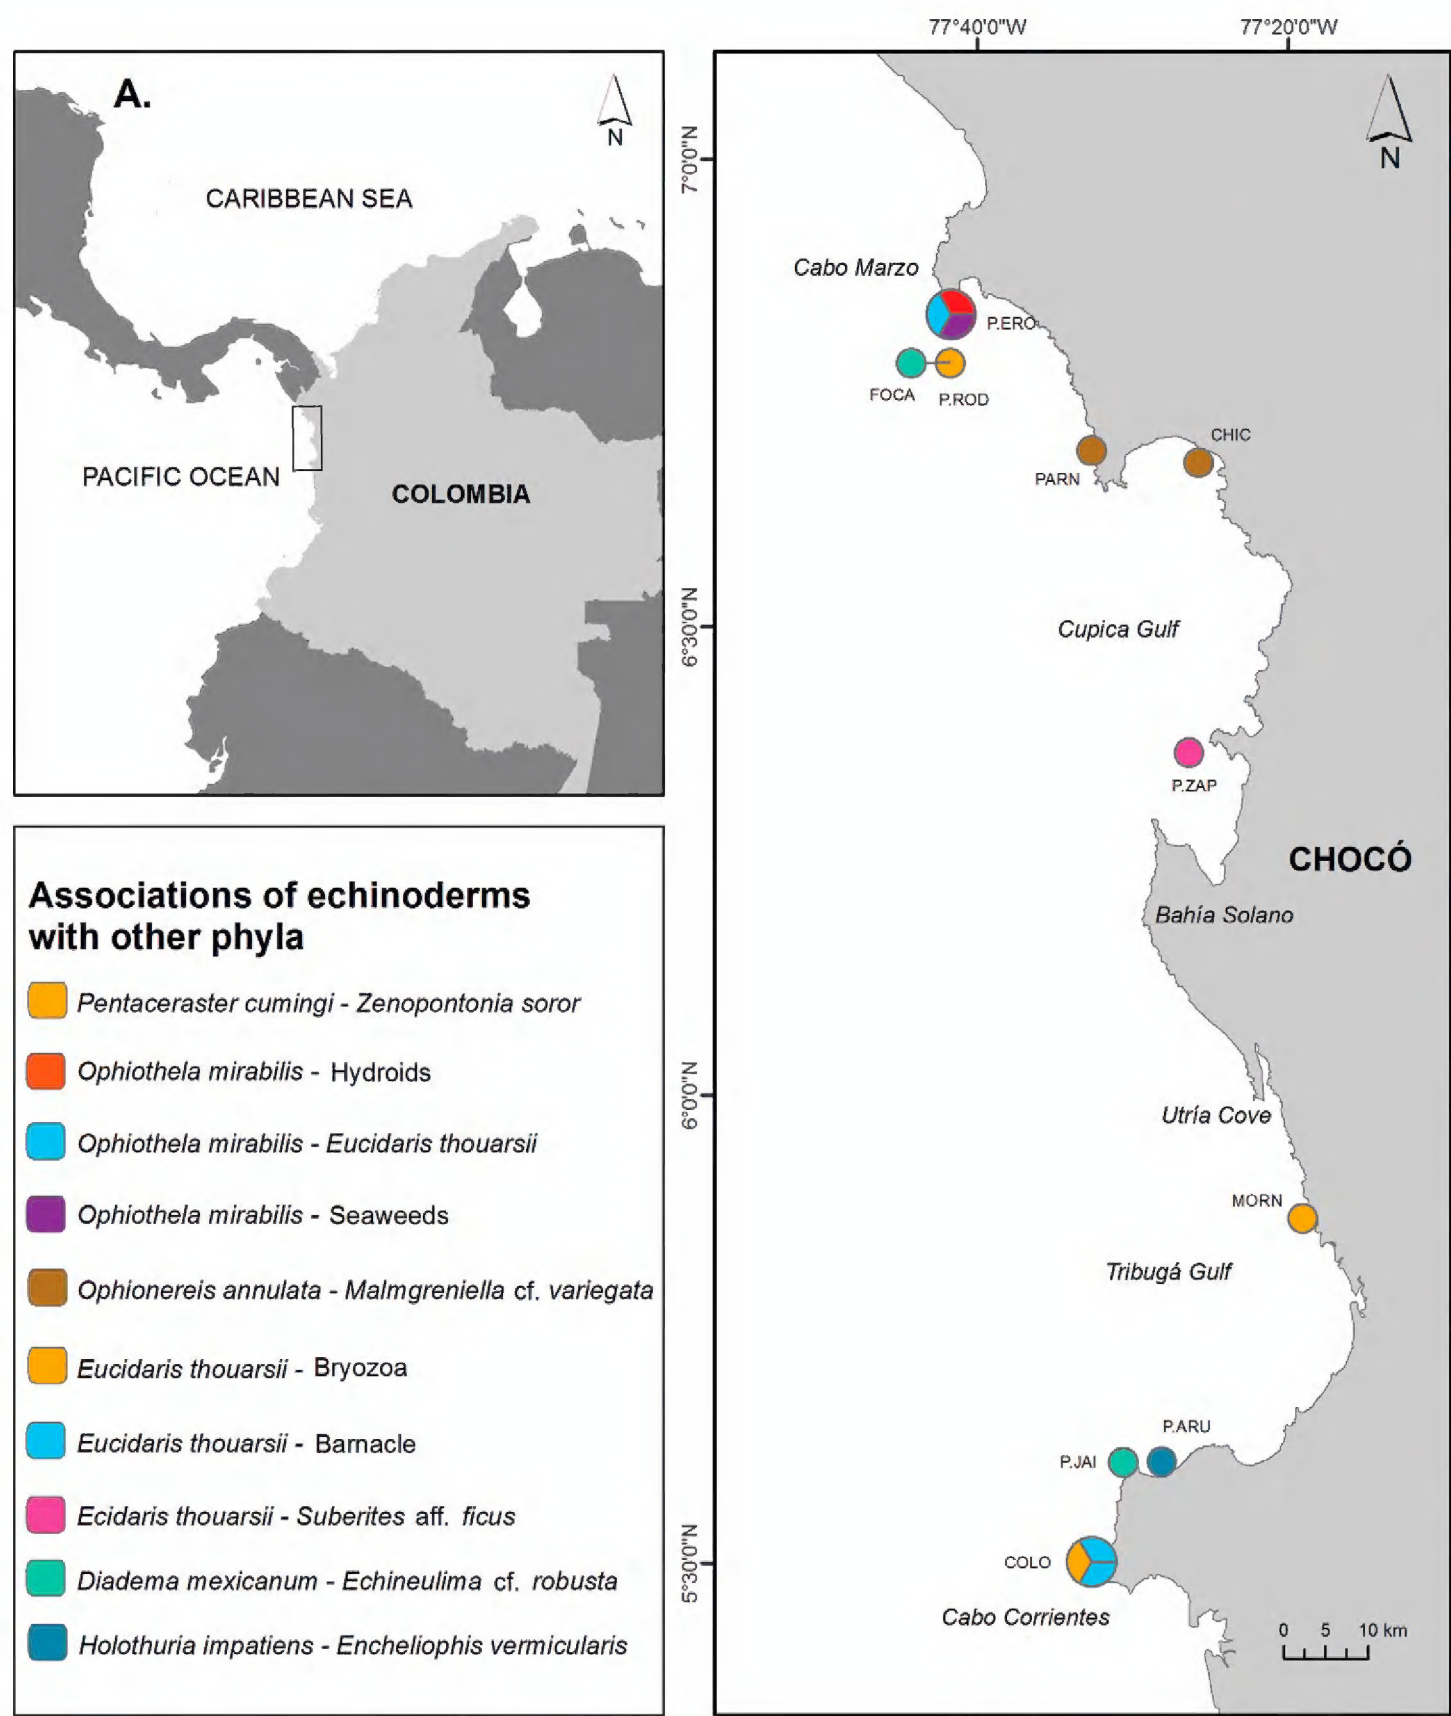 A.
N
CARIBBEAN SEA
PACIFIC OCEAN
COLOMBIA
Associations of echinoderms
with other phyla
Pentaceraster cumingi - Zenopontonia soror
Ophiothela mirabilis - Hydroids
Ophiothela mirabilis - Eucidaris thouarsii
Ophiothela mirabilis - Seaweeds
Ophionereis annulata - Malmgreniella cf. variegata
Eucidaris thouarsii - Bryozoa
Eucidaris thouarsii - Barnacle
Ecidaris thouarsii - Suberites aff. ficus
Diadema mexicanum - Echineulima cf. robusta
Holothuria impatiens - Encheliophis vermicularis
77°40'0"W 77°20'0"W
7°0'0"N
6°30'0"N
6°0'0"N
5°30'0"N
N
Cabo Marzo
P.ERO
FOCA P.ROD
CHIC
PARN
Cupica Gulf
P.ZAP
CHOCÓ
Bahía Solano
Utría Cove
MORN
Tribugá Gulf
P.ARU
P.JAI
COLO
Cabo Corrientes
0 5 10 km